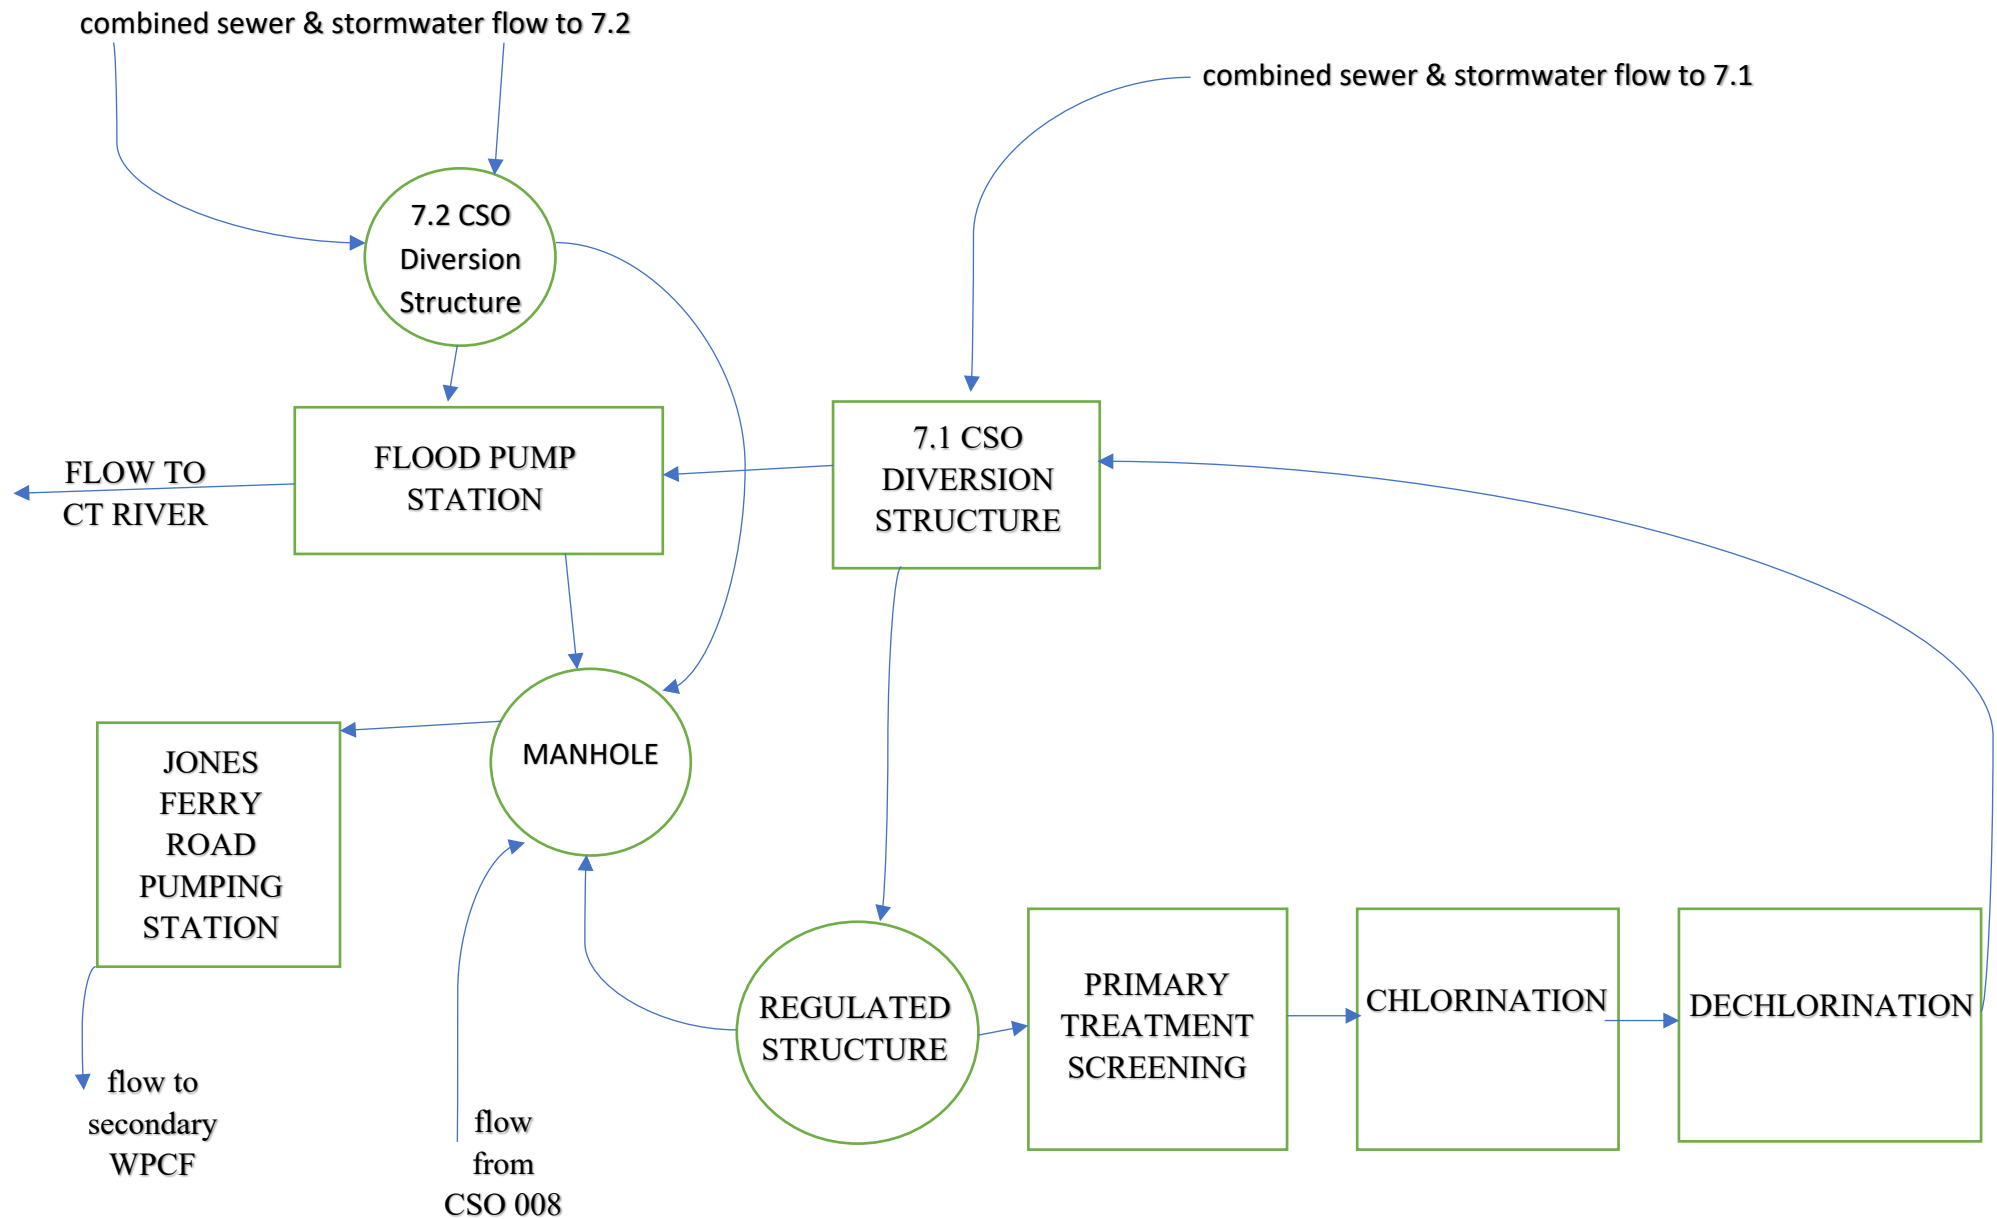 combined sewer & stormwater flow to 7.2
combined sewer & stormwater flow to 7.1
7.2 CSO
Diversion
Structure
FLOOD PUMP
STATION
7.1 CSO
DIVERSION
STRUCTURE
FLOW TO
CT RIVER
MANHOLE
JONES
FERRY
ROAD
PUMPING
STATION
REGULATED
STRUCTURE
PRIMARY
TREATMENT
SCREENING
CHLORINATION
DECHLORINATION
flow to
secondary
WPCF
flow
from
CSO 008